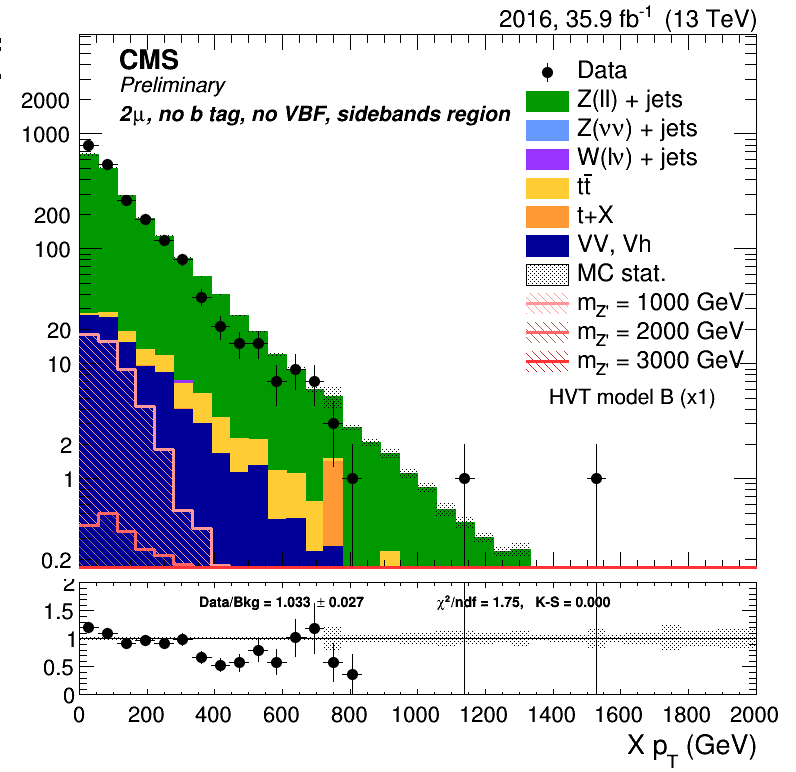 2016, 35.9 fb⁻¹ (13 TeV)
CMS
Preliminary
2μ, no b tag, no VBF, sidebands region
Data
Z(ll) + jets
Z(νν) + jets
W(lν) + jets
tt̄
t+X
VV, Vh
MC stat.
m_Z' = 1000 GeV
m_Z' = 2000 GeV
m_Z' = 3000 GeV
HVT model B (x1)
2000
1000
200
100
20
10
2
1
0.2
Data/Bkg = 1.033 ± 0.027 χ²/ndf = 1.75, K-S = 0.000
2
1.5
1
0.5
0
0 200 400 600 800 1000 1200 1400 1600 1800 2000
X p_T (GeV)